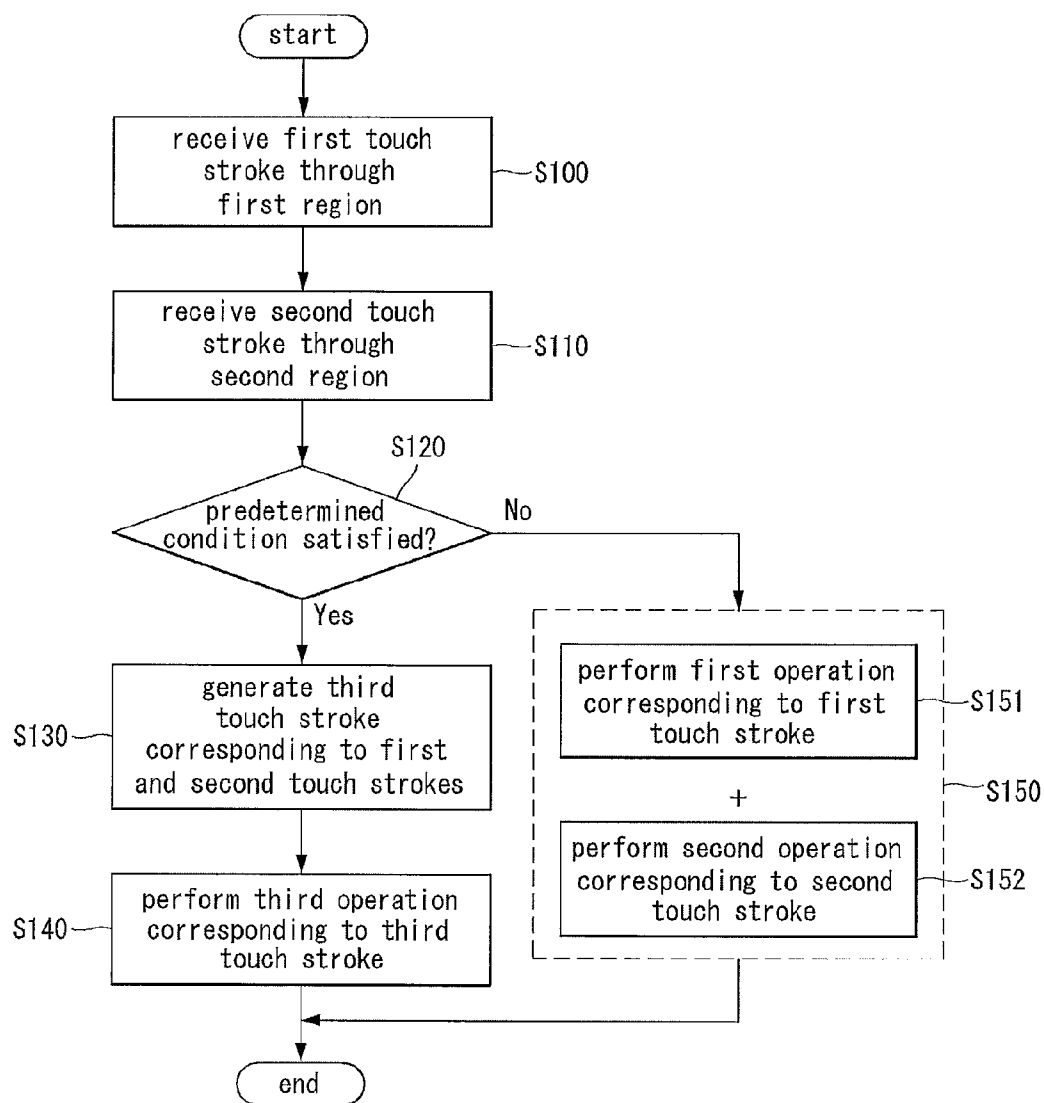 start
receive first touch
stroke through
first region
S100
receive second touch
stroke through
second region
S110
S120
predetermined
condition satisfied?
No
Yes
generate third
touch stroke
corresponding to first
and second touch strokes
S130
perform third operation
corresponding to third
touch stroke
S140
perform first operation
corresponding to first
touch stroke
S151
+
S150
perform second operation
corresponding to second
touch stroke
S152
end